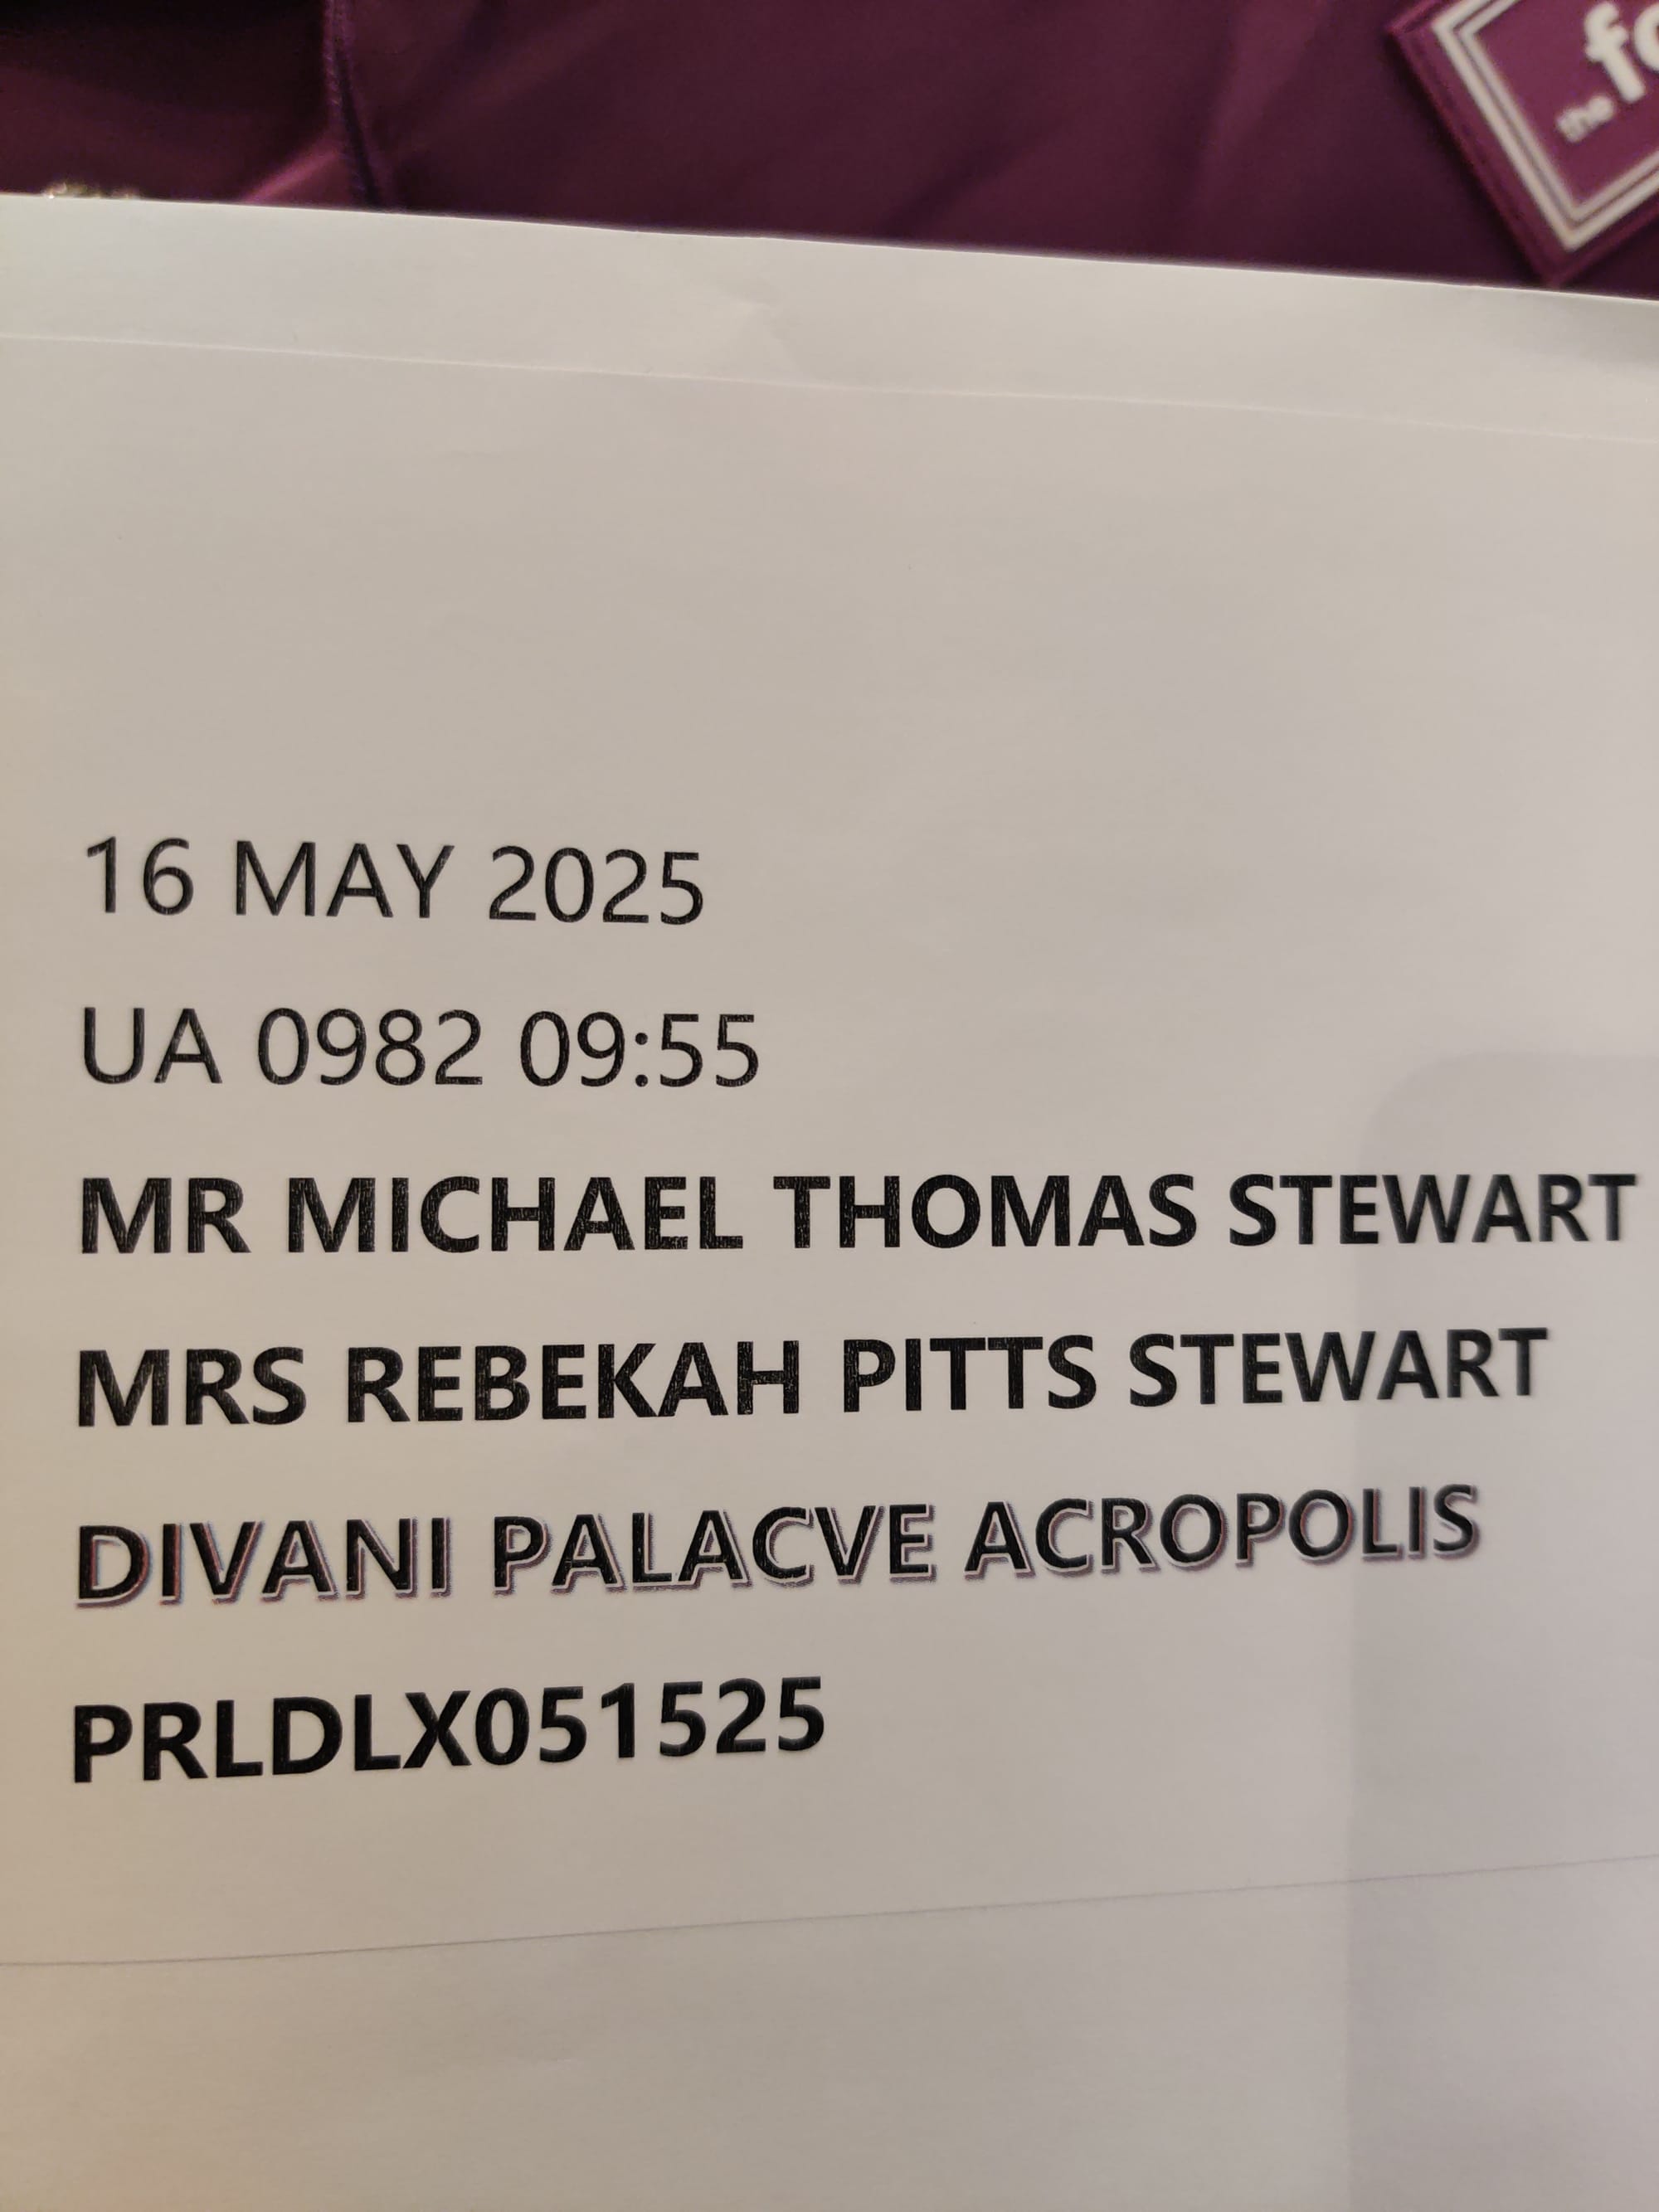 the
16 MAY 2025
UA 0982 09:55
MR MICHAEL THOMAS STEWART
MRS REBEKAH PITTS STEWART
DIVANI PALACVE ACROPOLIS
PRLDLX051525